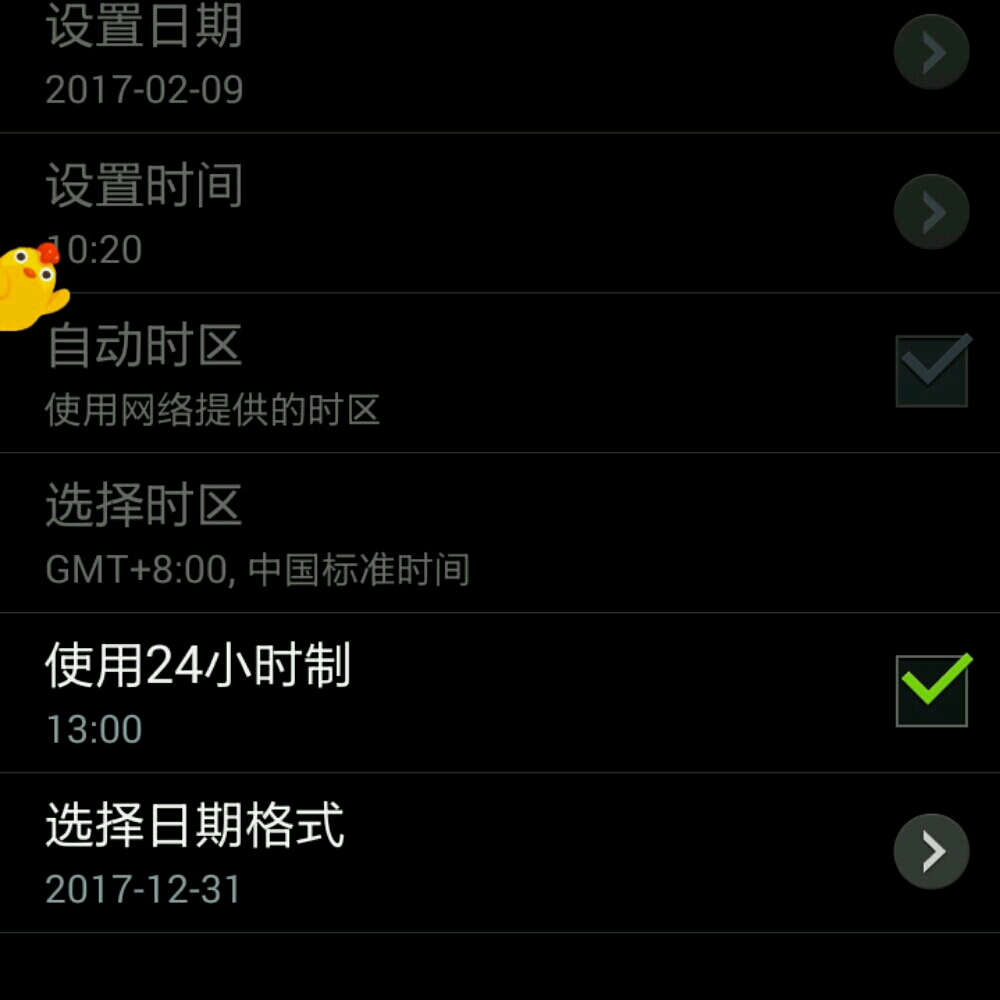 设置日期
2017-02-09
设置时间
10:20
自动时区
使用网络提供的时区
选择时区
GMT+8:00, 中国标准时间
使用24小时制
13:00
选择日期格式
2017-12-31